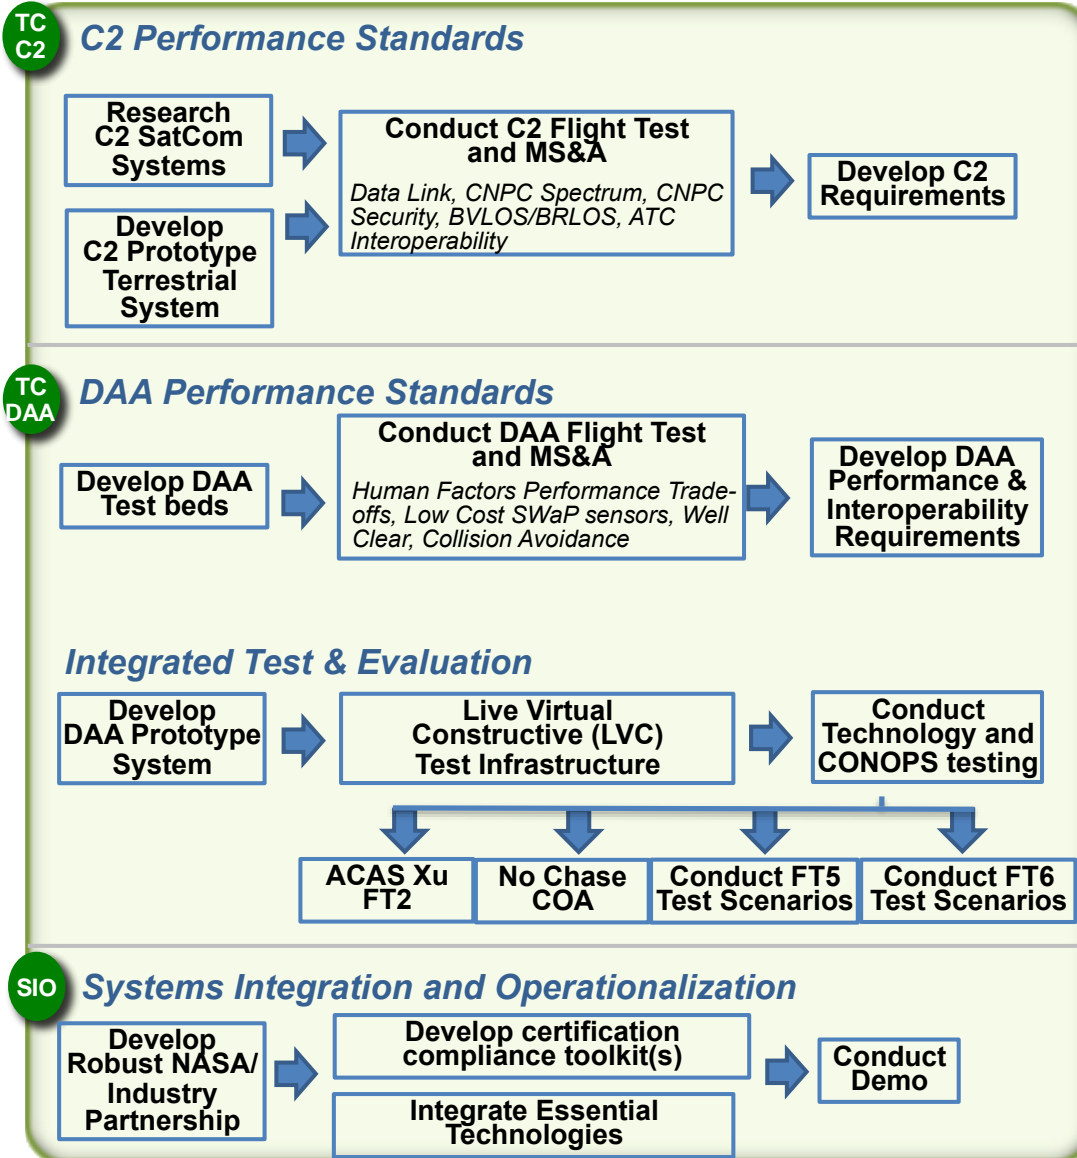 TC
C2
C2 Performance Standards
Research
C2 SatCom
Systems
Develop
C2 Prototype
Terrestrial
System
Conduct C2 Flight Test
and MS&A
Data Link, CNPC Spectrum, CNPC
Security, BVLOS/BRLOS, ATC
Interoperability
Develop C2
Requirements
TC
DAA
DAA Performance Standards
Develop DAA
Test beds
Conduct DAA Flight Test
and MS&A
Human Factors Performance Trade-
offs, Low Cost SWaP sensors, Well
Clear, Collision Avoidance
Develop DAA
Performance &
Interoperability
Requirements
Integrated Test & Evaluation
Develop
DAA Prototype
System
Live Virtual
Constructive (LVC)
Test Infrastructure
Conduct
Technology and
CONOPS testing
ACAS Xu
FT2
No Chase
COA
Conduct FT5
Test Scenarios
Conduct FT6
Test Scenarios
SIO
Systems Integration and Operationalization
Develop
Robust NASA/
Industry
Partnership
Develop certification
compliance toolkit(s)
Integrate Essential
Technologies
Conduct
Demo